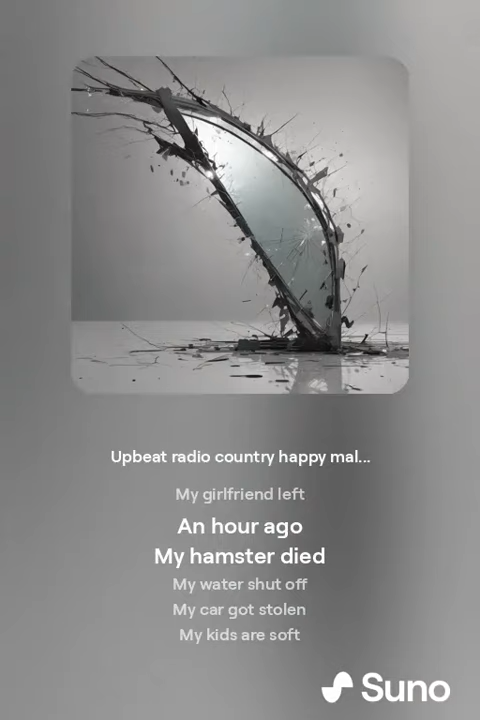 Upbeat radio country happy mal...
My girlfriend left
An hour ago
My hamster died
My water shut off
My car got stolen
My kids are soft
Suno